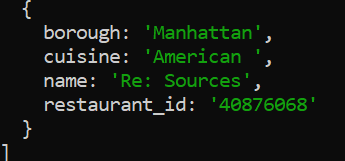 {
borough: 'Manhattan',
cuisine: 'American ',
name: 'Re: Sources',
restaurant_id: '40876068'
}
]